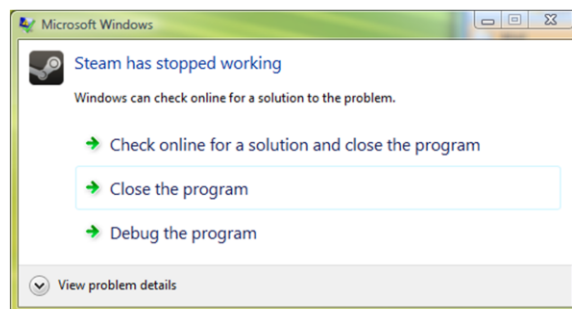 Microsoft Windows
Steam has stopped working
Windows can check online for a solution to the problem.
Check online for a solution and close the program
Close the program
Debug the program
View problem details